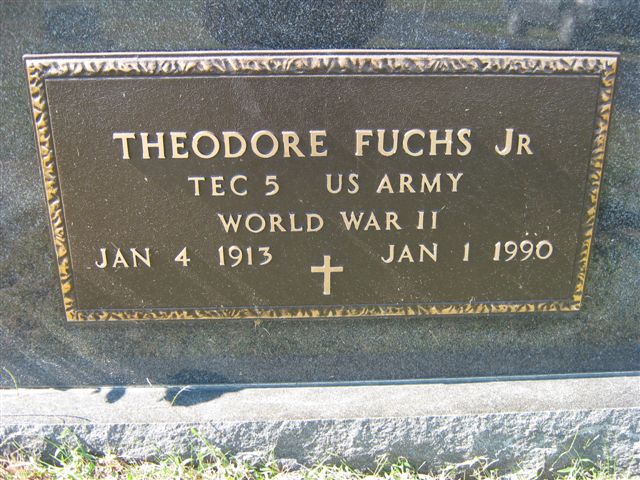 THEODORE FUCHS JR
TEC 5 US ARMY
WORLD WAR II
JAN 4 1913 JAN 1 1990